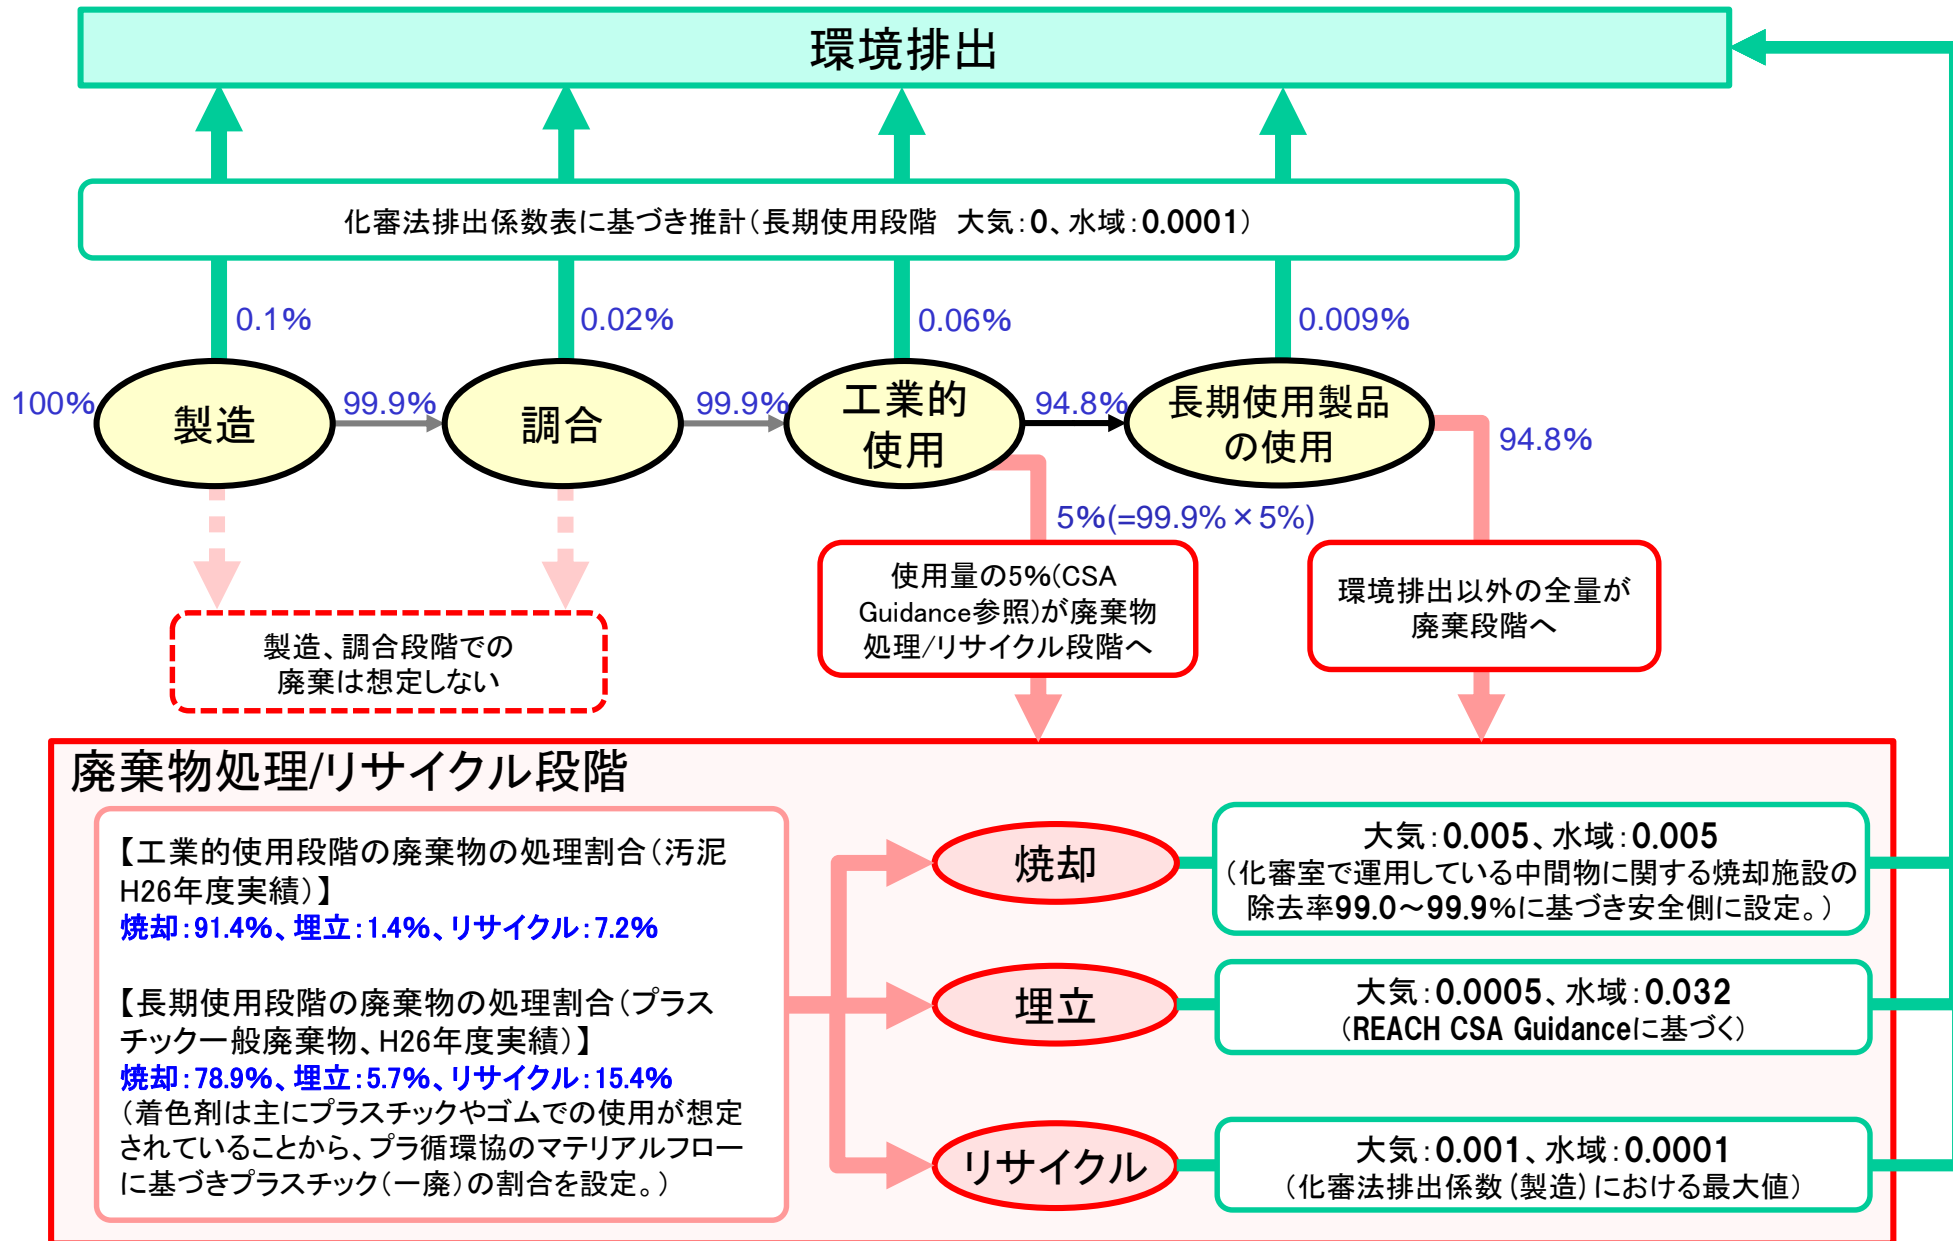 環境排出
化審法排出係数表に基づき推計（長期使用段階　大気：0、水域：0.0001）
0.1%
0.02%
0.06%
0.009%
100%
製造
99.9%
調合
99.9%
工業的
使用
94.8%
長期使用製品
の使用
94.8%
5%(=99.9%×5%)
製造、調合段階での
廃棄は想定しない
使用量の5%(CSA
Guidance参照)が廃棄物
処理/リサイクル段階へ
環境排出以外の全量が
廃棄段階へ
廃棄物処理/リサイクル段階
【工業的使用段階の廃棄物の処理割合（汚泥
H26年度実績）】
焼却：91.4%、埋立：1.4%、リサイクル：7.2%
【長期使用段階の廃棄物の処理割合（プラス
チック一般廃棄物、H26年度実績）】
焼却：78.9%、埋立：5.7%、リサイクル：15.4%
（着色剤は主にプラスチックやゴムでの使用が想定
されていることから、プラ循環協のマテリアルフロー
に基づきプラスチック（一廃）の割合を設定。）
焼却
大気：0.005、水域：0.005
（化審室で運用している中間物に関する焼却施設の
除去率99.0～99.9%に基づき安全側に設定。）
埋立
大気：0.0005、水域：0.032
（REACH CSA Guidanceに基づく）
リサイクル
大気：0.001、水域：0.0001
（化審法排出係数（製造）における最大値）